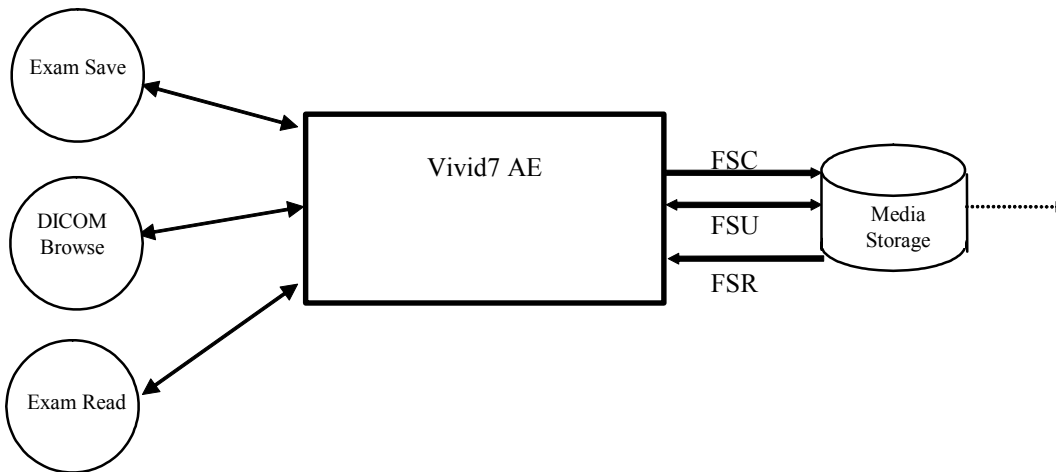 Exam Save
DICOM
Browse
Exam Read
Vivid7 AE
FSC
FSU
FSR
Media
Storage